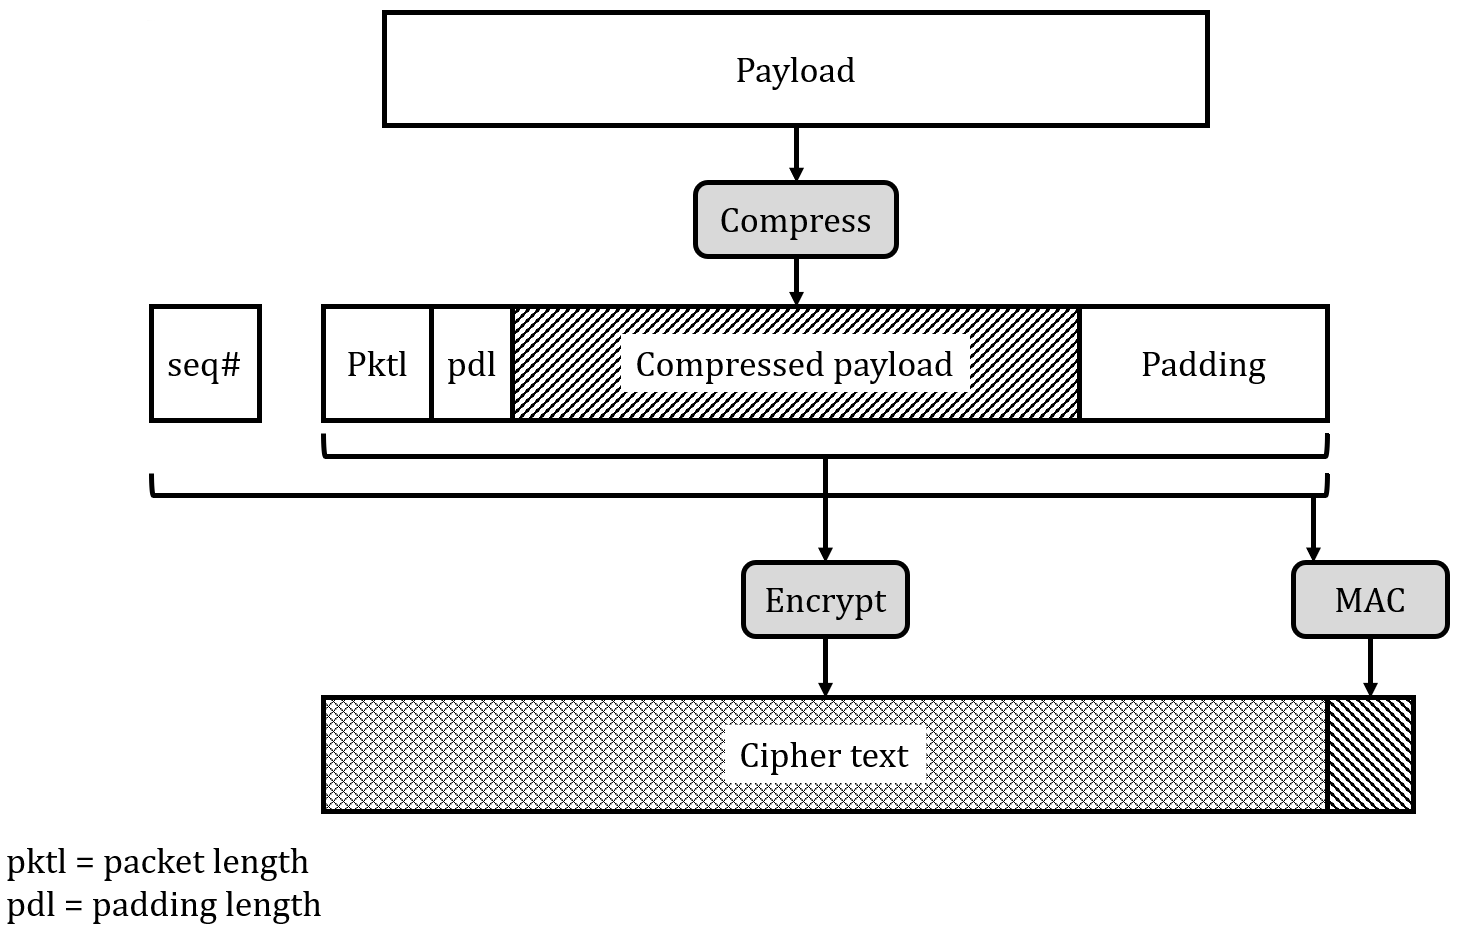 Payload
Compress
seq#
Pktl
pdl
Compressed payload
Padding
Encrypt
MAC
Cipher text
pktl = packet length
pdl = padding length